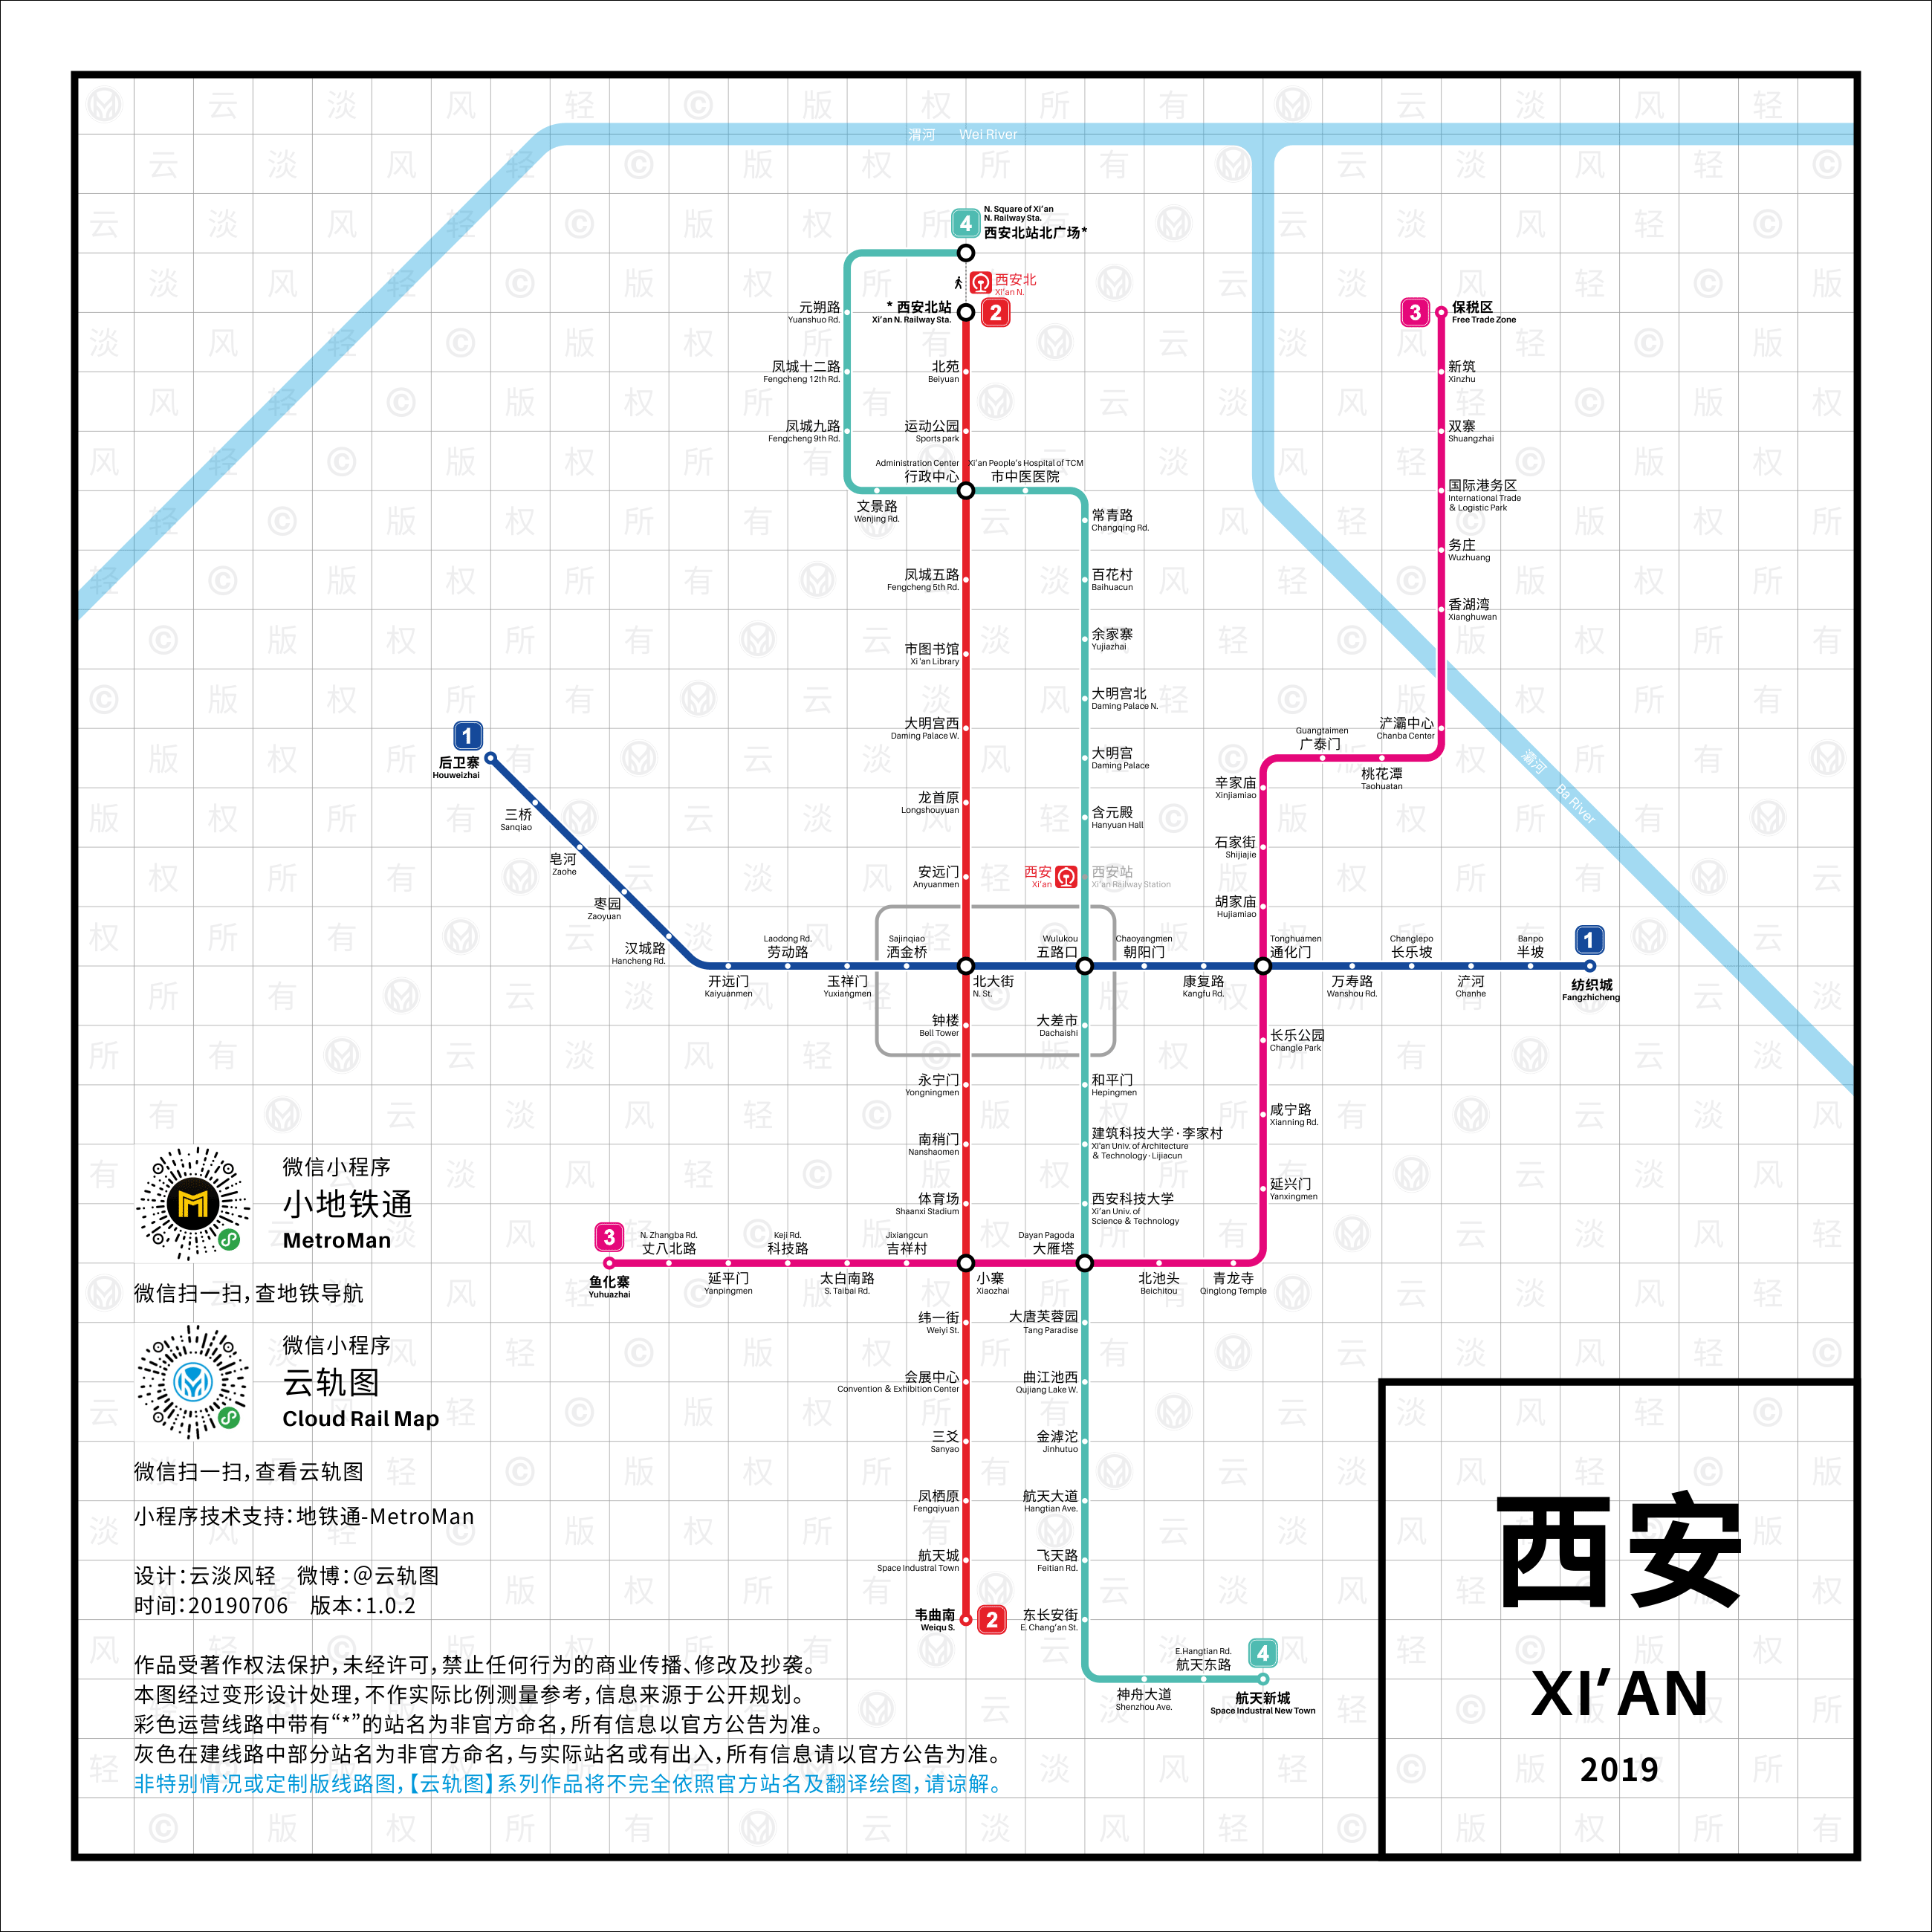 渭河 Wei River
4
N. Square of Xi'an
N. Railway Sta.
西安北站北广场*
西安北
Xi'an N.
元朔路
Yuanshuo Rd.
* 西安北站
Xi'an N. Railway Sta.
2
3
保税区
Free Trade Zone
凤城十二路
Fengcheng 12th Rd.
北苑
Beiyuan
新筑
Xinzhu
凤城九路
Fengcheng 9th Rd.
运动公园
Sports park
双寨
Shuangzhai
Administration Center
行政中心
Xi'an People's Hospital of TCM
市中医医院
国际港务区
International Trade
& Logistic Park
文景路
Wenjing Rd.
常青路
Changqing Rd.
务庄
Wuzhuang
凤城五路
Fengcheng 5th Rd.
百花村
Baihuacun
香湖湾
Xianghuwan
市图书馆
Xi'an Library
余家寨
Yujiazhai
大明宫西
Daming Palace W.
大明宫北
Daming Palace N.
浐灞中心
Chanba Center
Guangtaimen
广泰门
桃花潭
Taohuatan
灞河 Ba River
1
后卫寨
Houweizhai
大明宫
Daming Palace
辛家庙
Xinjiamiao
三桥
Sanqiao
龙首原
Longshouyuan
含元殿
Hanyuan Hall
石家街
Shijiajie
皂河
Zaohe
安远门
Anyuanmen
西安
Xi'an
西安站
Xi'an Railway Station
枣园
Zaoyuan
胡家庙
Hujiamiao
汉城路
Hancheng Rd.
Laodong Rd.
劳动路
Sajinqiao
洒金桥
Wulukou
五路口
Chaoyangmen
朝阳门
Tonghuamen
通化门
Changlepo
长乐坡
Banpo
半坡
1
开远门
Kaiyuanmen
玉祥门
Yuxiangmen
北大街
N. St.
康复路
Kangfu Rd.
万寿路
Wanshou Rd.
浐河
Chanhe
纺织城
Fangzhicheng
钟楼
Bell Tower
大差市
Dachaishi
长乐公园
Changle Park
永宁门
Yongningmen
和平门
Hepingmen
咸宁路
Xianning Rd.
南稍门
Nanshaomen
建筑科技大学·李家村
Xi'an Univ. of Architecture
& Technology·Lijiacun
延兴门
Yanxingmen
体育场
Shaanxi Stadium
西安科技大学
Xi'an Univ. of
Science & Technology
3
鱼化寨
Yuhuazhai
N. Zhangba Rd.
丈八北路
Keji Rd.
科技路
Jixiangcun
吉祥村
Dayan Pagoda
大雁塔
延平门
Yanpingmen
太白南路
S. Taibai Rd.
小寨
Xiaozhai
北池头
Beichitou
青龙寺
Qinglong Temple
纬一街
Weiyi St.
大唐芙蓉园
Tang Paradise
会展中心
Convention & Exhibition Center
曲江池西
Qujiang Lake W.
三爻
Sanyao
金滹沱
Jinhutuo
凤栖原
Fengqiyuan
航天大道
Hangtian Ave.
航天城
Space Industral Town
飞天路
Feitian Rd.
韦曲南
Weiqu S.
2
东长安街
E. Chang'an St.
E.Hangtian Rd.
航天东路
4
神舟大道
Shenzhou Ave.
航天新城
Space Industral New Town
微信小程序
小地铁通
MetroMan
微信扫一扫，查地铁导航
微信小程序
云轨图
Cloud Rail Map
微信扫一扫，查看云轨图
小程序技术支持：地铁通-MetroMan
设计：云淡风轻 微博：@云轨图
时间：20190706 版本：1.0.2
作品受著作权法保护，未经许可，禁止任何行为的商业传播、修改及抄袭。
本图经过变形设计处理，不作实际比例测量参考，信息来源于公开规划。
彩色运营线路中带有“*”的站名为非官方命名，所有信息以官方公告为准。
灰色在建线路中部分站名为非官方命名，与实际站名或有出入，所有信息请以官方公告为准。
非特别情况或定制版线路图，【云轨图】系列作品将不完全依照官方站名及翻译绘图，请谅解。
西安
XI'AN
2019
云淡风轻©版权所有